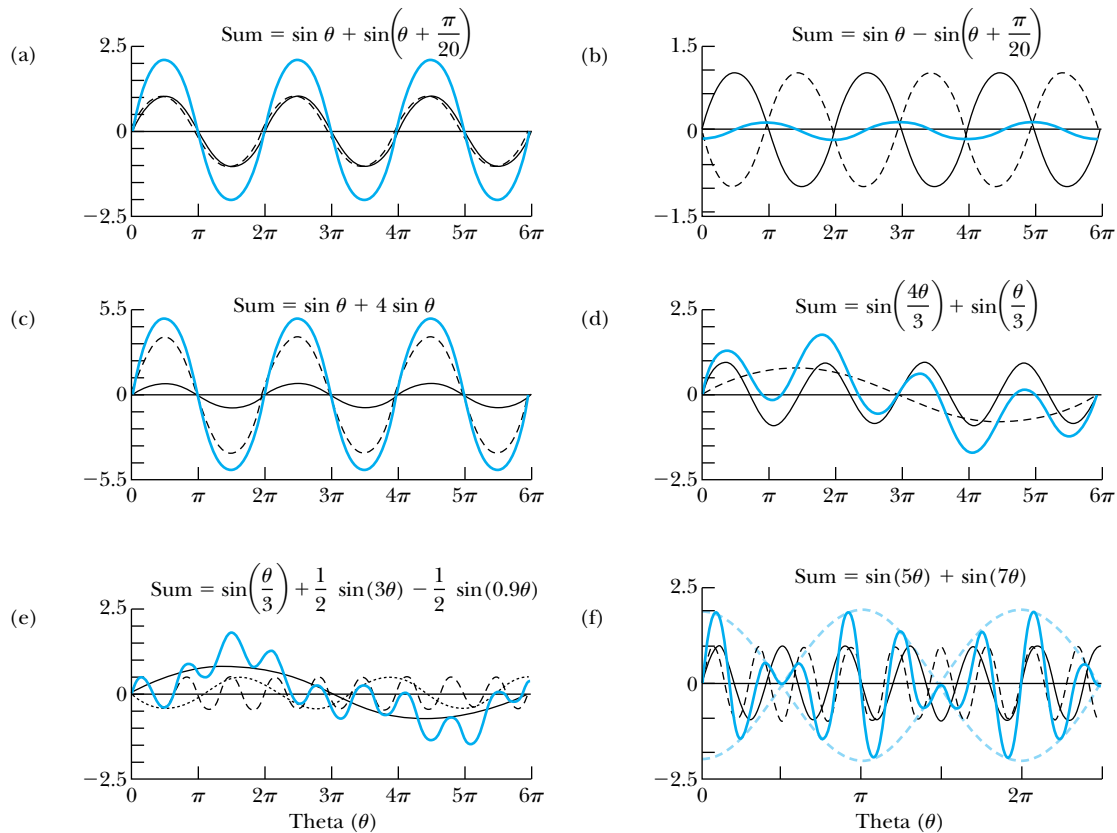 (a)
Sum = sin θ + sin(θ + π/20)
2.5
0
−2.5
0 π 2π 3π 4π 5π 6π
(b)
Sum = sin θ − sin(θ + π/20)
1.5
0
−1.5
0 π 2π 3π 4π 5π 6π
(c)
Sum = sin θ + 4 sin θ
5.5
0
−5.5
0 π 2π 3π 4π 5π 6π
(d)
Sum = sin(4θ/3) + sin(θ/3)
2.5
0
−2.5
0 π 2π 3π 4π 5π 6π
(e)
Sum = sin(θ/3) + 1/2 sin(3θ) − 1/2 sin(0.9θ)
2.5
0
−2.5
0 π 2π 3π 4π 5π 6π
Theta (θ)
(f)
Sum = sin(5θ) + sin(7θ)
2.5
0
−2.5
0 π 2π
Theta (θ)